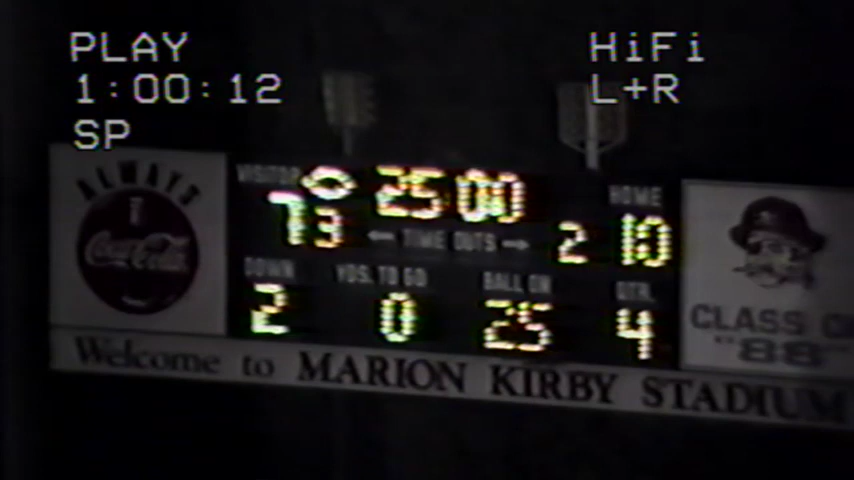 PLAY HiFi
1:00:12 L+R
SP
ALWAYS
Coca-Cola
VISITOR 25 00 HOME
7 3 TIME OUTS 2 10
DOWN YDS. TO GO BALL ON QTR.
2 0 25 4
CLASS
"88"
Welcome to MARION KIRBY STADIUM